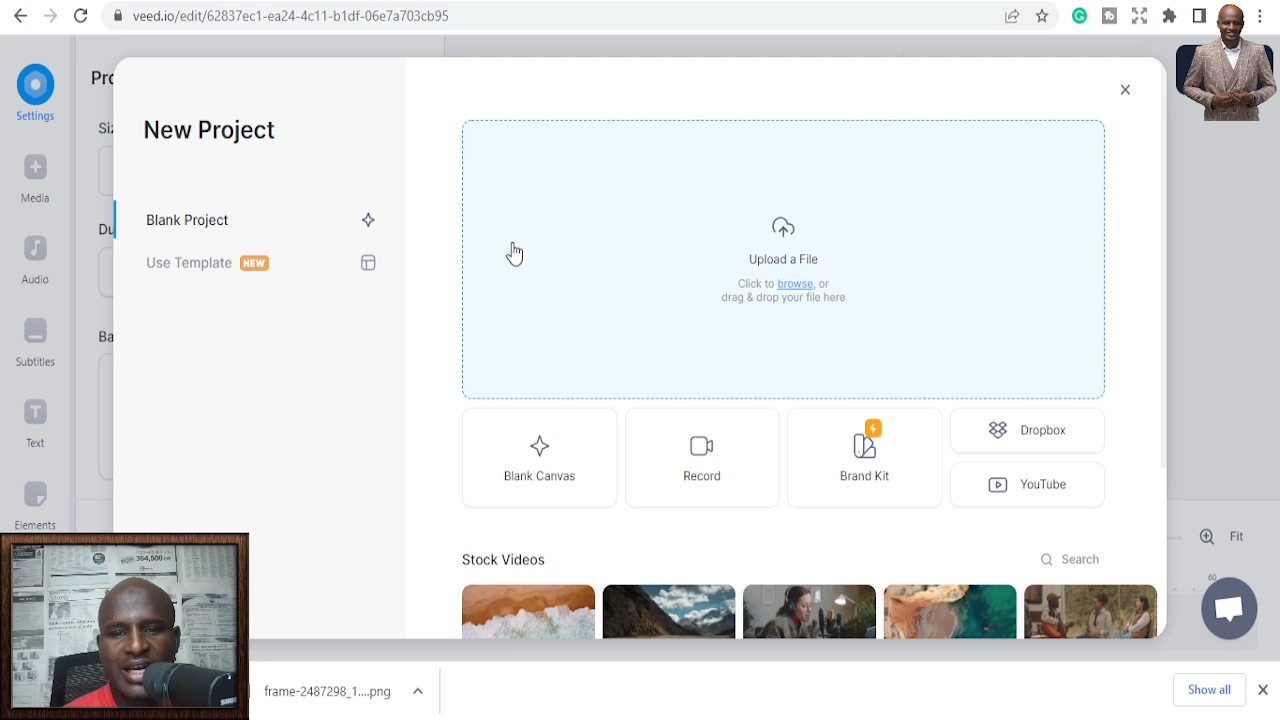 veed.io/edit/62837ec1-ea24-4c11-b1df-06e7a703cb95
Settings
Media
Audio
Subtitles
Text
Elements
New Project
Blank Project
Use Template NEW
Upload a File
Click to browse, or
drag & drop your file here
Blank Canvas
Record
Brand Kit
Dropbox
YouTube
Stock Videos
Search
Fit
60
frame-2487298_1....png
Show all